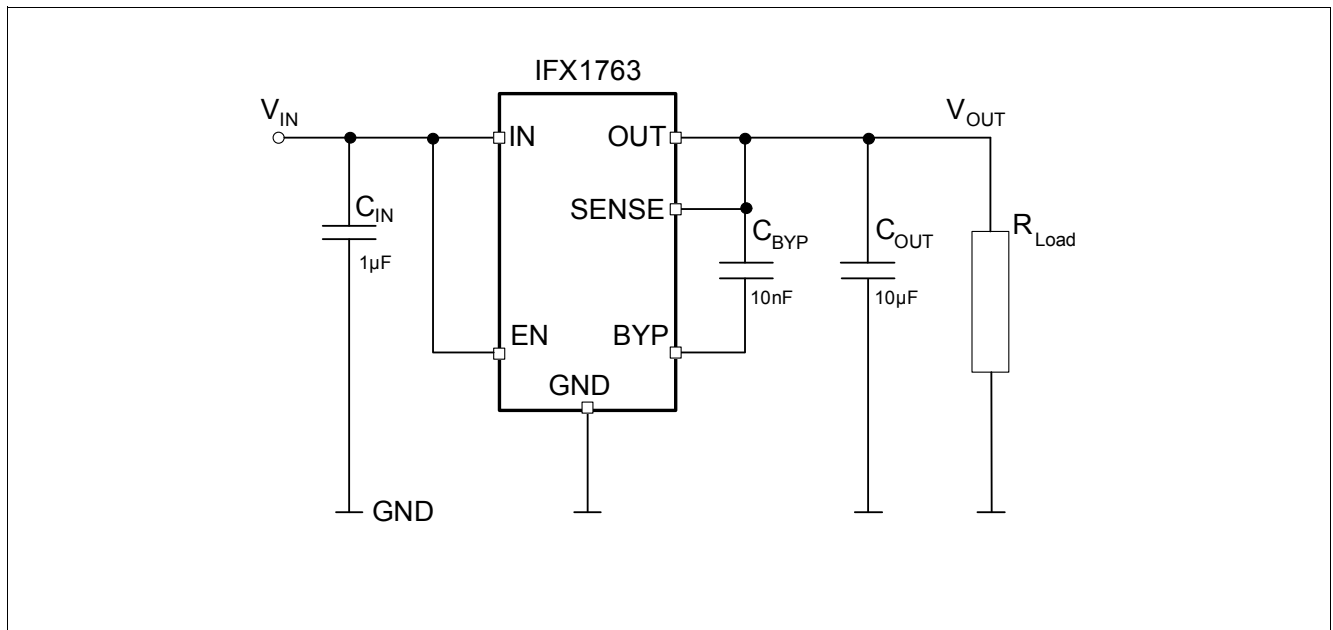 IFX1763
V_IN
V_OUT
IN
OUT
C_IN
1µF
SENSE
C_BYP
10nF
C_OUT
10µF
R_Load
EN
BYP
GND
GND